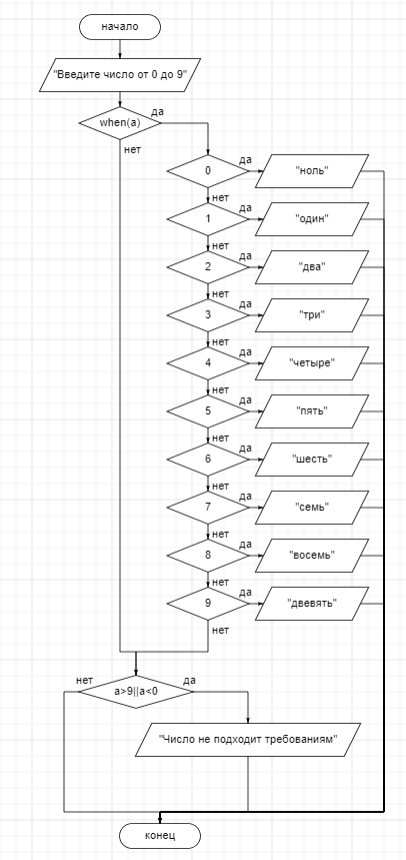 начало
"Введите число от 0 до 9"
when(a)
да
нет
0
да
"ноль"
нет
1
да
"один"
нет
2
да
"два"
нет
3
да
"три"
нет
4
да
"четыре"
нет
5
да
"пять"
нет
6
да
"шесть"
нет
7
да
"семь"
нет
8
да
"восемь"
нет
9
да
"двевять"
нет
нет
a>9||a<0
да
"Число не подходит требованиям"
конец